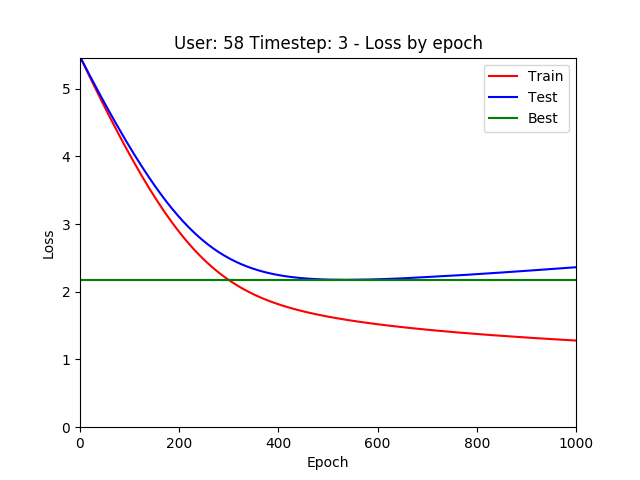 User: 58 Timestep: 3 - Loss by epoch
Train
Test
Best
Loss
5
4
3
2
1
0
0 200 400 600 800 1000
Epoch